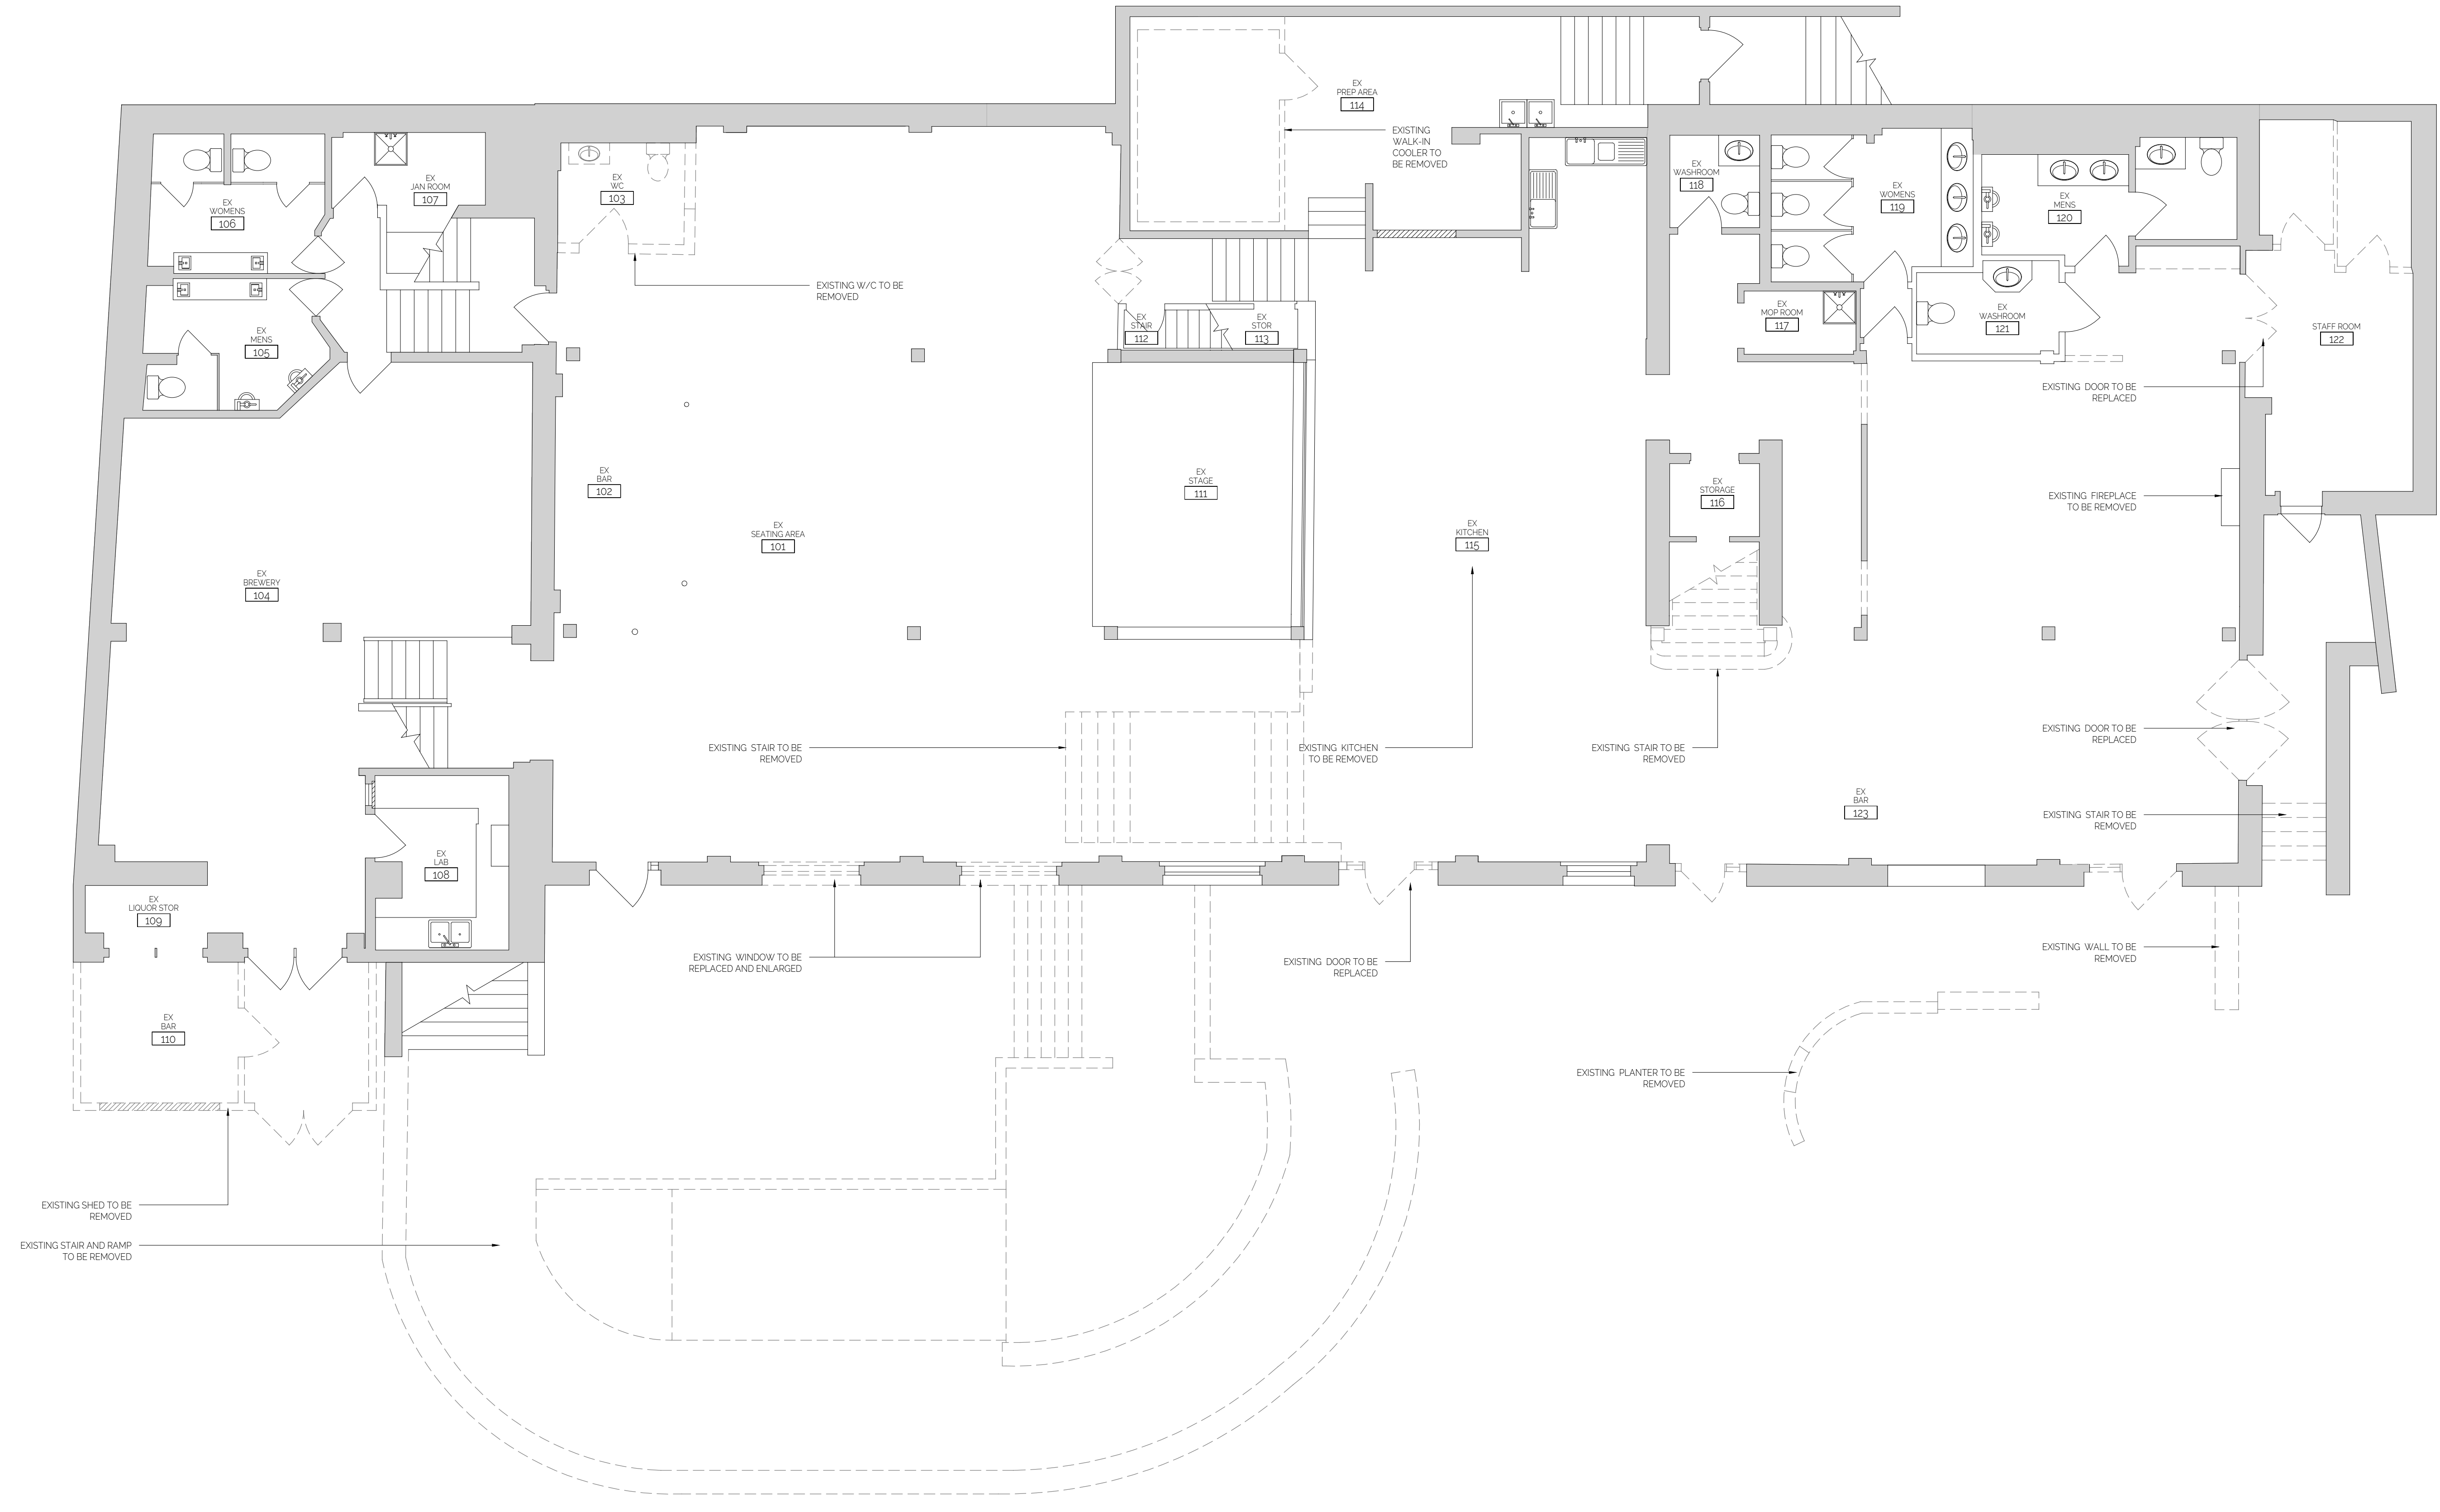 EX
PREP AREA
114
EXISTING
WALK-IN
COOLER TO
BE REMOVED
EX
WASHROOM
118
EX
JAN ROOM
107
EX
WC
103
EX
WOMENS
106
EX
WOMENS
119
EX
MENS
120
EXISTING W/C TO BE
REMOVED
EX
MENS
105
EX
STAIR
112
EX
STOR
113
EX
MOP ROOM
117
EX
WASHROOM
121
STAFF ROOM
122
EXISTING DOOR TO BE
REPLACED
EX
BAR
102
EX
STAGE
111
EX
STORAGE
116
EXISTING FIREPLACE
TO BE REMOVED
EX
SEATING AREA
101
EX
KITCHEN
115
EX
BREWERY
104
EXISTING STAIR TO BE
REMOVED
EXISTING KITCHEN
TO BE REMOVED
EXISTING STAIR TO BE
REMOVED
EXISTING DOOR TO BE
REPLACED
EX
BAR
123
EXISTING STAIR TO BE
REMOVED
EX
LAB
108
EX
LIQUOR STOR
109
EXISTING WINDOW TO BE
REPLACED AND ENLARGED
EXISTING DOOR TO BE
REPLACED
EXISTING WALL TO BE
REMOVED
EX
BAR
110
EXISTING PLANTER TO BE
REMOVED
EXISTING SHED TO BE
REMOVED
EXISTING STAIR AND RAMP
TO BE REMOVED